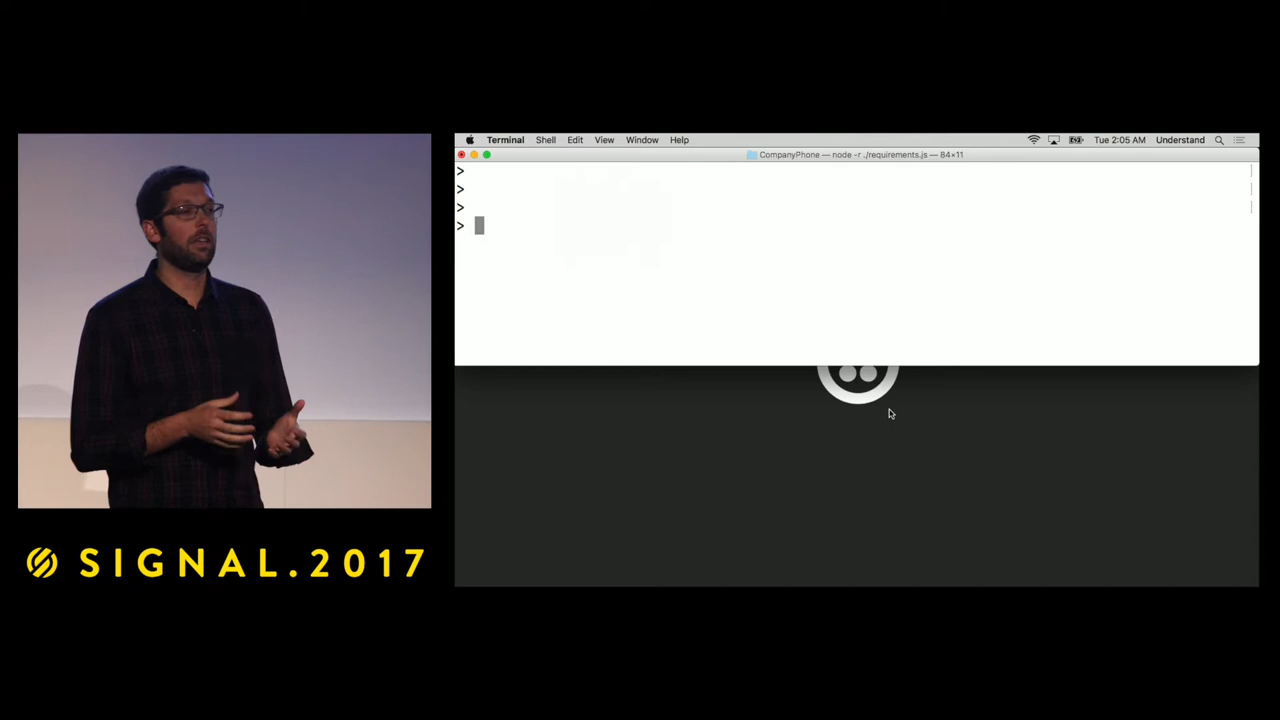 Terminal Shell Edit View Window Help Tue 2:05 AM Understand
CompanyPhone — node -r ./requirements.js — 84×11
>
>
>
>
SIGNAL.2017